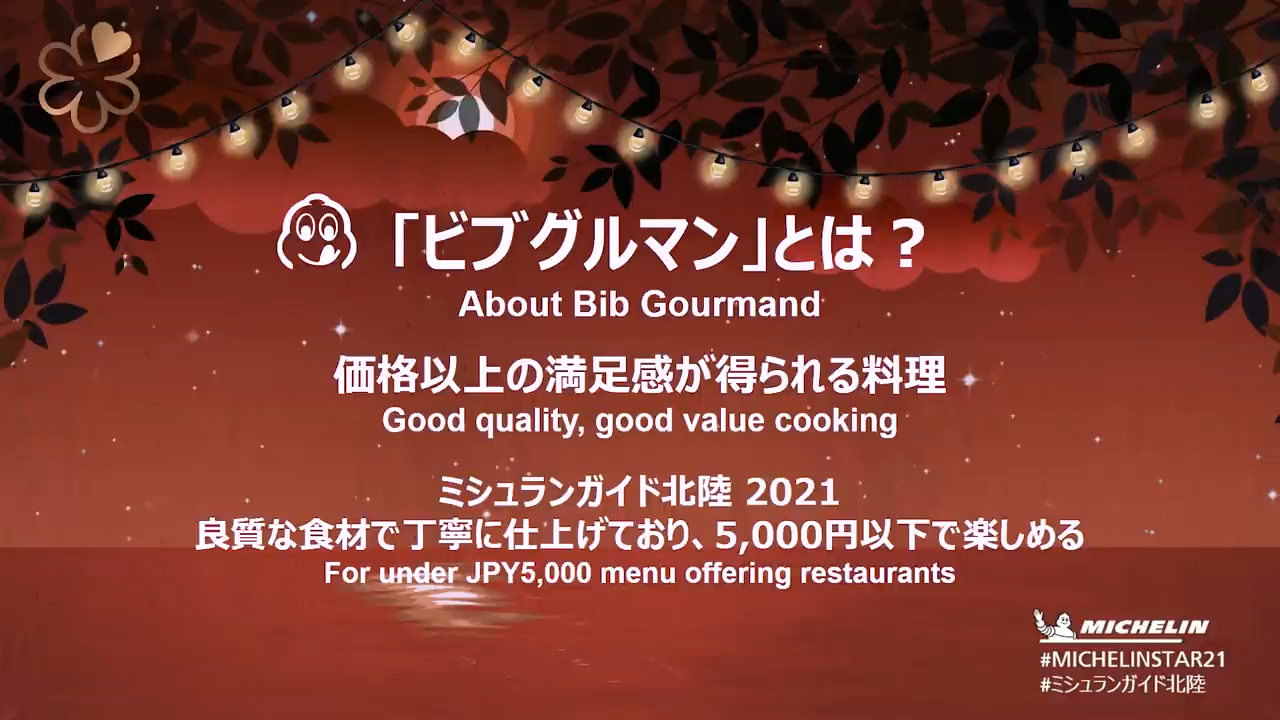 「ビブグルマン」とは？
About Bib Gourmand
価格以上の満足感が得られる料理
Good quality, good value cooking
ミシュランガイド北陸 2021
良質な食材で丁寧に仕上げており、5,000円以下で楽しめる
For under JPY5,000 menu offering restaurants
MICHELIN
#MICHELINSTAR21
#ミシュランガイド北陸